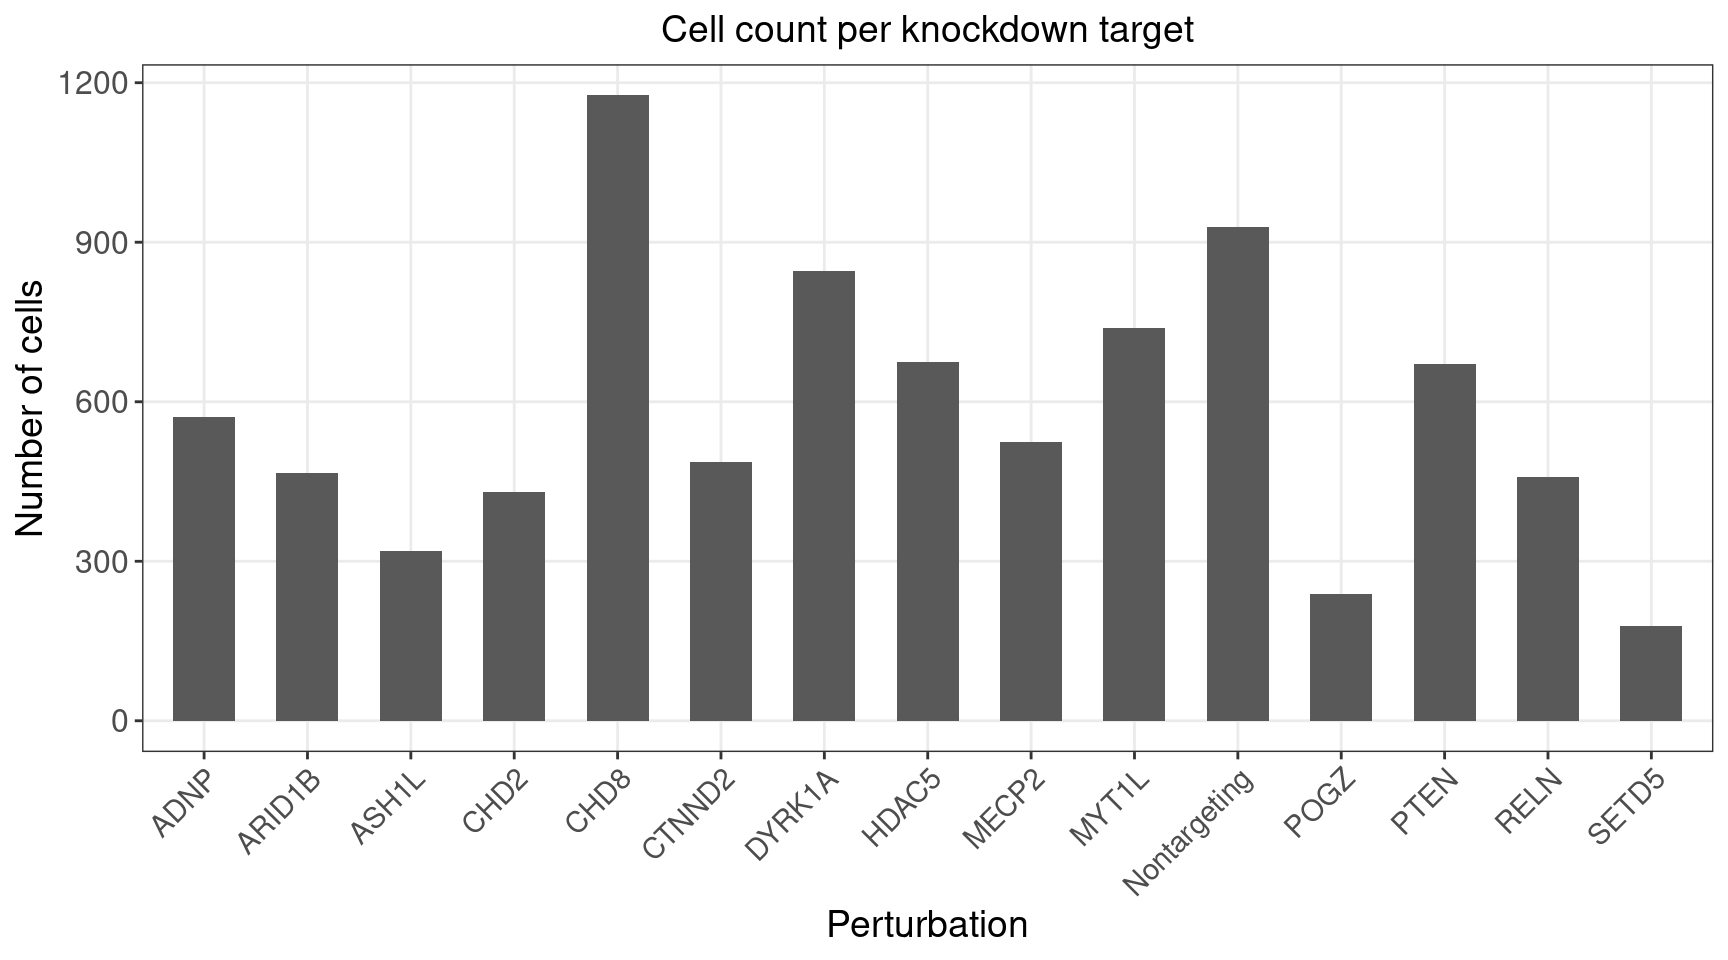 Cell count per knockdown target
Number of cells
1200
900
600
300
0
ADNP
ARID1B
ASH1L
CHD2
CHD8
CTNND2
DYRK1A
HDAC5
MECP2
MYT1L
Nontargeting
POGZ
PTEN
RELN
SETD5
Perturbation